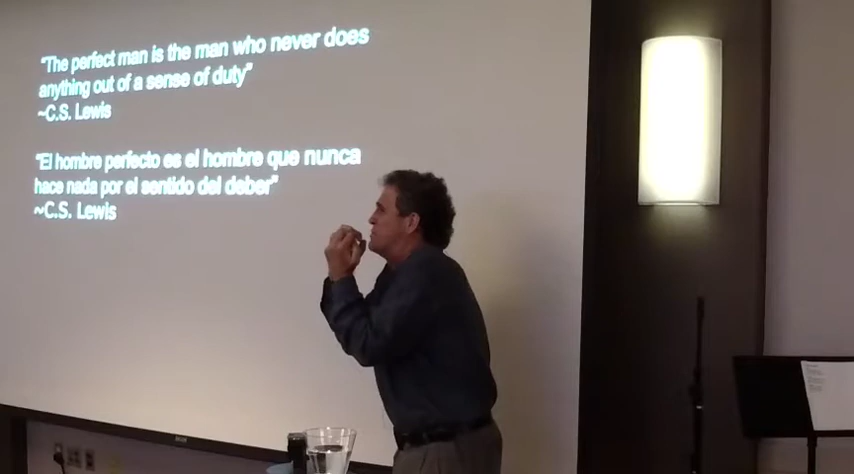 "The perfect man is the man who never does
anything out of a sense of duty"
~C.S. Lewis
"El hombre perfecto es el hombre que nunca
hace nada por el sentido del deber"
~C.S. Lewis